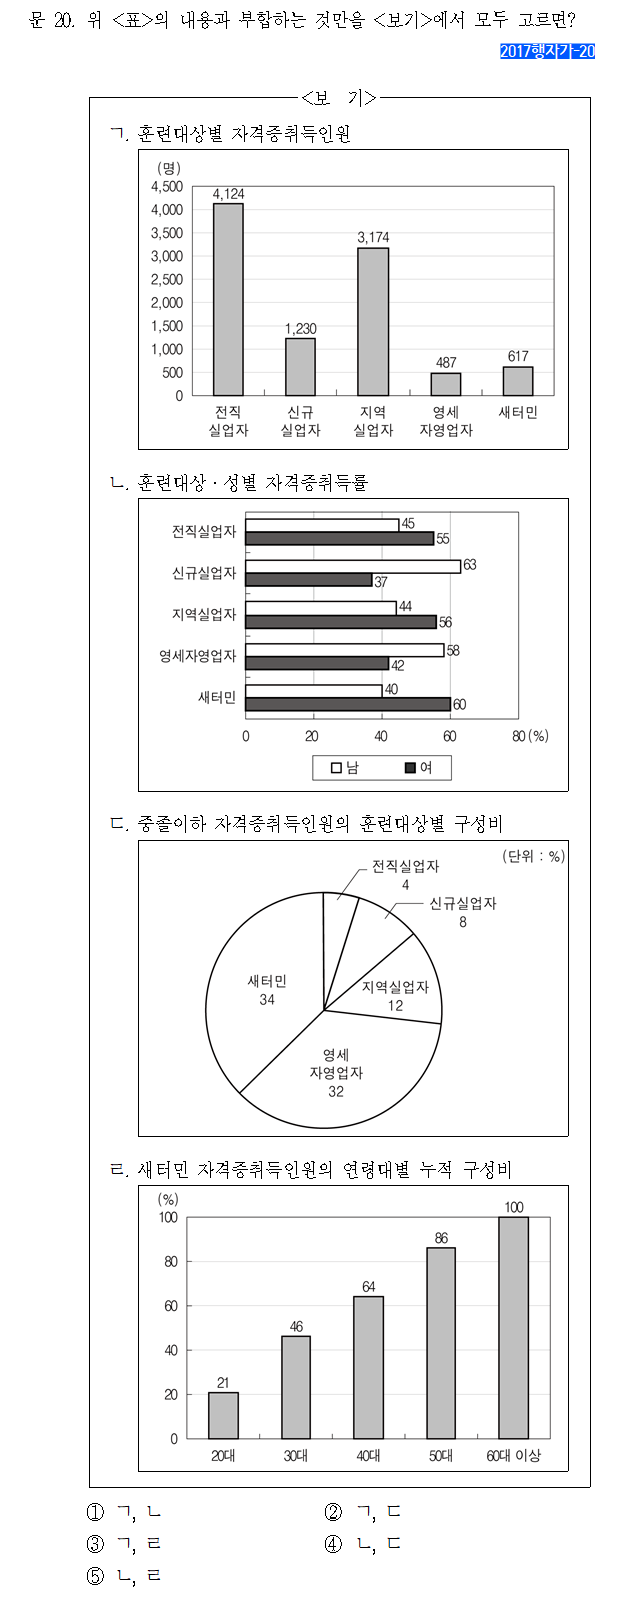 문 20. 위 <표>의 내용과 부합하는 것만을 <보기>에서 모두 고르면?
2017행자가-20
<보 기>
ㄱ. 훈련대상별 자격증취득인원
(명)
4,500
4,000
3,500
3,000
2,500
2,000
1,500
1,000
500
0
4,124
1,230
3,174
487
617
전직 신규 지역 영세 새터민
실업자 실업자 실업자 자영업자
ㄴ. 훈련대상·성별 자격증취득률
전직실업자 45
55
신규실업자 63
37
지역실업자 44
56
영세자영업자 58
42
새터민 40
60
0 20 40 60 80 (%)
남 여
ㄷ. 중졸이하 자격증취득인원의 훈련대상별 구성비
(단위 : %)
전직실업자
4
신규실업자
8
지역실업자
12
영세
자영업자
32
새터민
34
ㄹ. 새터민 자격증취득인원의 연령대별 누적 구성비
(%)
100
80
60
40
20
0
21
46
64
86
100
20대 30대 40대 50대 60대 이상
① ㄱ, ㄴ ② ㄱ, ㄷ
③ ㄱ, ㄹ ④ ㄴ, ㄷ
⑤ ㄴ, ㄹ